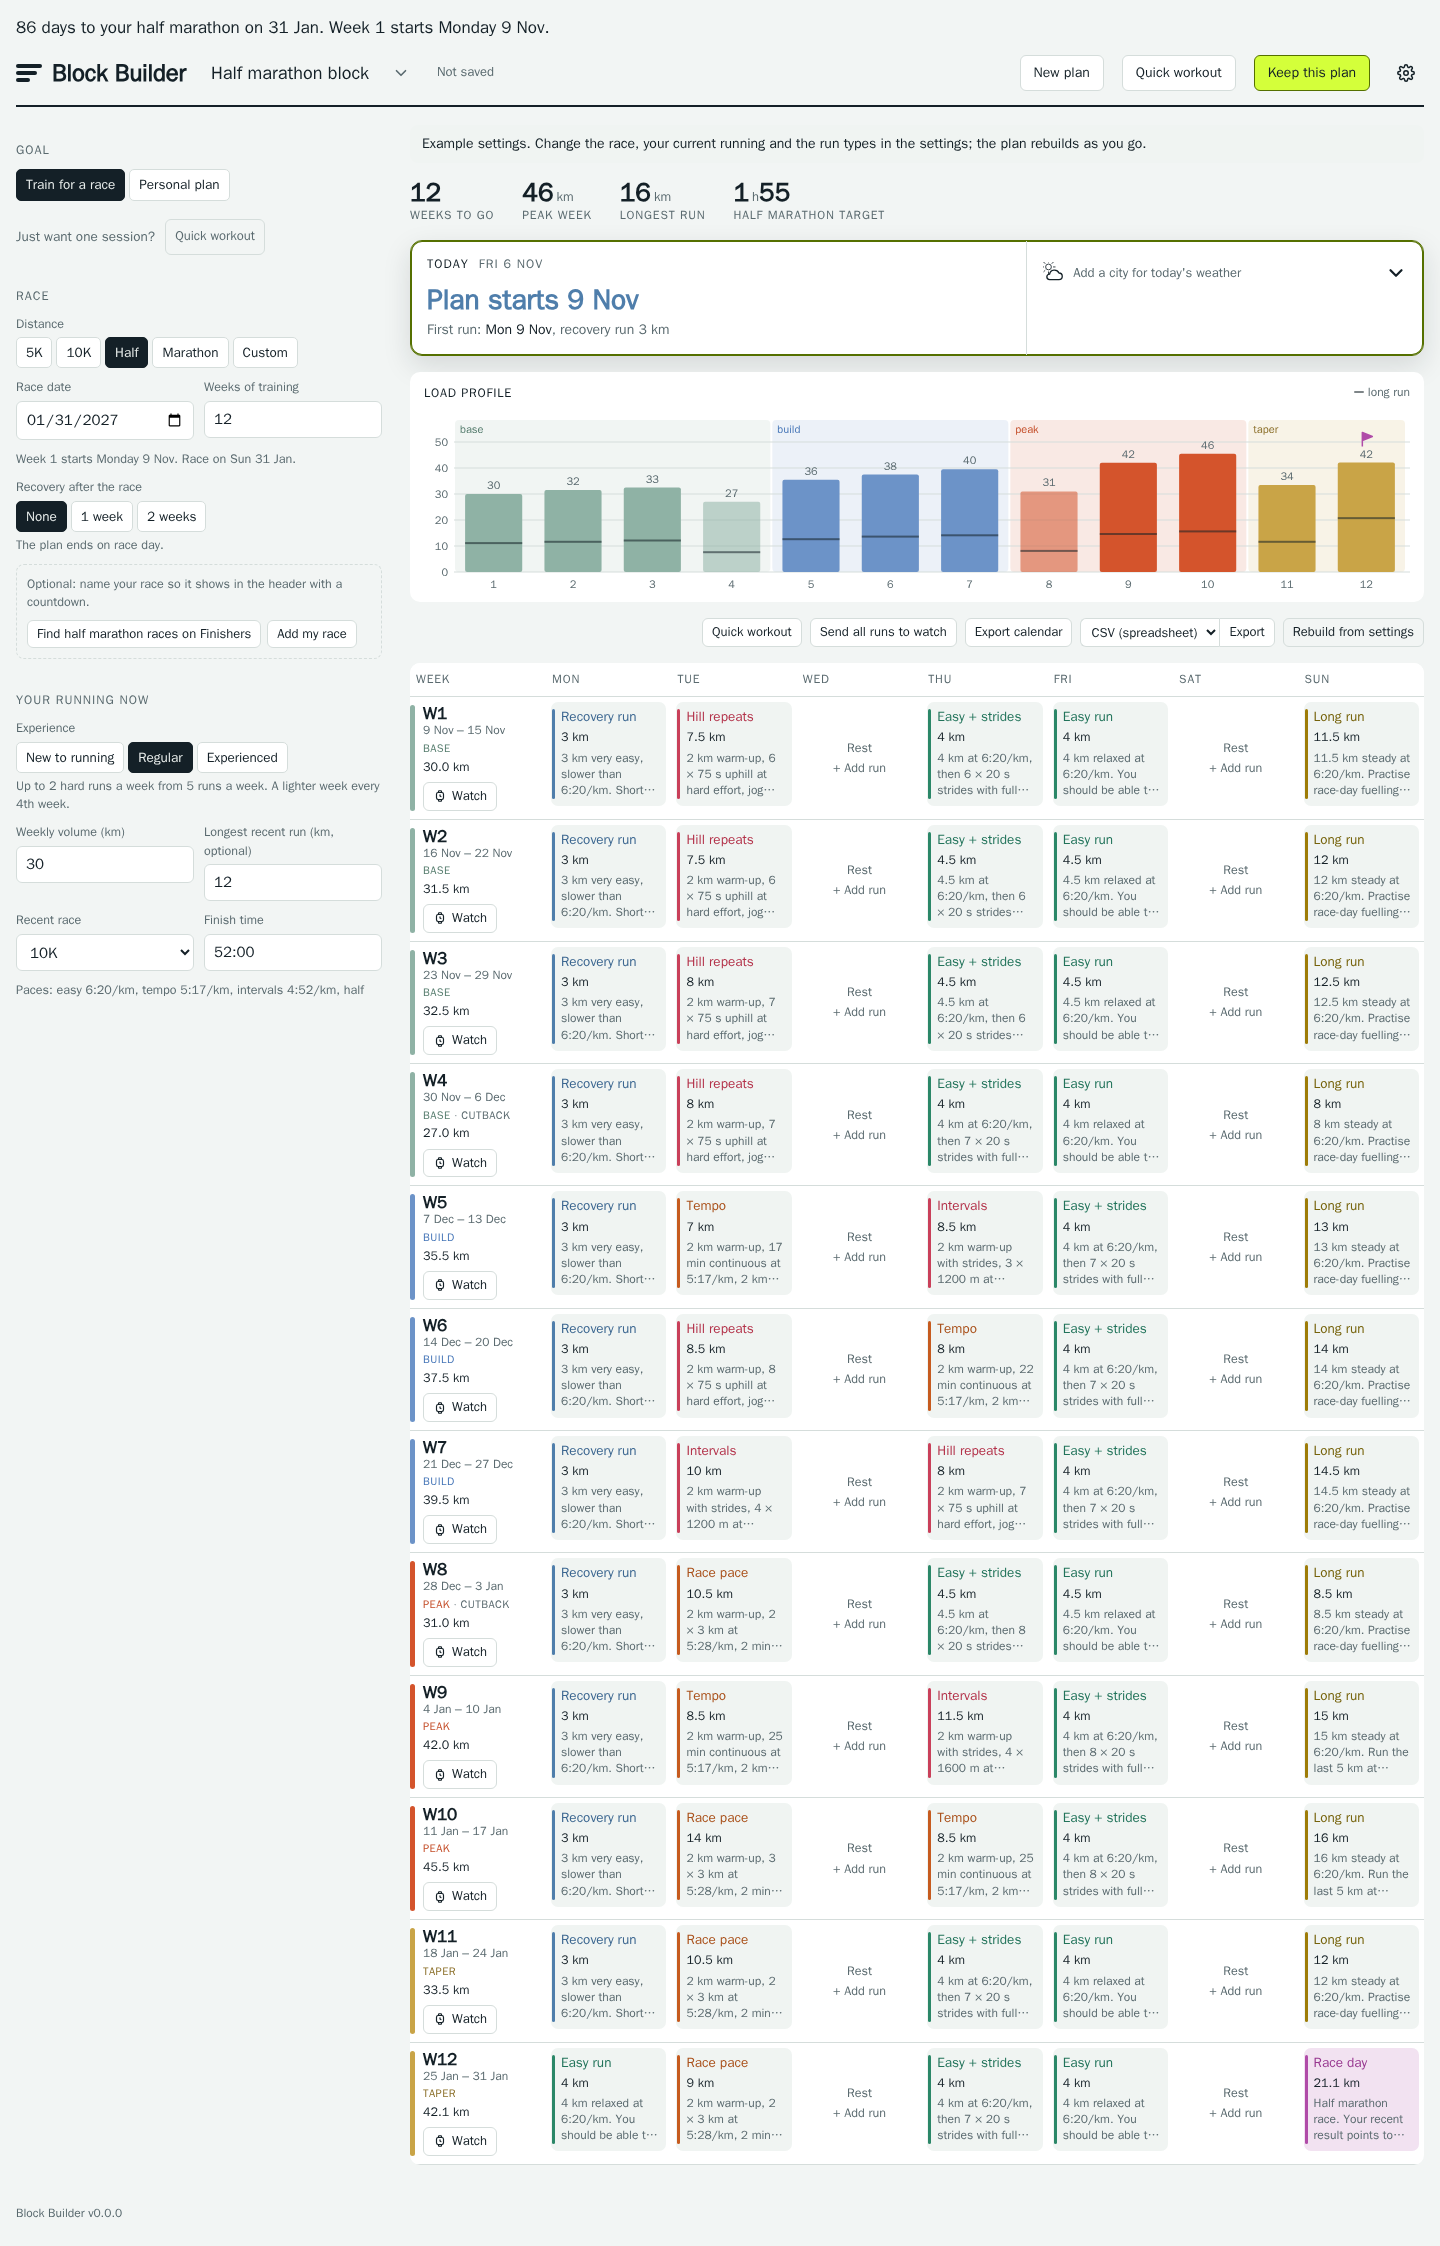 86 days to your half marathon on 31 Jan. Week 1 starts Monday 9 Nov.
Block Builder
Half marathon block
Not saved
New plan
Quick workout
Keep this plan
GOAL
Train for a race
Personal plan
Just want one session?
Quick workout
RACE
Distance
5K
10K
Half
Marathon
Custom
Race date
Weeks of training
01/31/2027
12
Week 1 starts Monday 9 Nov. Race on Sun 31 Jan.
Recovery after the race
None
1 week
2 weeks
The plan ends on race day.
Optional: name your race so it shows in the header with a
countdown.
Find half marathon races on Finishers
Add my race
YOUR RUNNING NOW
Experience
New to running
Regular
Experienced
Up to 2 hard runs a week from 5 runs a week. A lighter week every
4th week.
Weekly volume (km)
Longest recent run (km,
optional)
30
12
Recent race
Finish time
10K
52:00
Paces: easy 6:20/km, tempo 5:17/km, intervals 4:52/km, half
Example settings. Change the race, your current running and the run types in the settings; the plan rebuilds as you go.
12
WEEKS TO GO
46 km
PEAK WEEK
16 km
LONGEST RUN
1 h55
HALF MARATHON TARGET
TODAY FRI 6 NOV
Plan starts 9 Nov
First run: Mon 9 Nov, recovery run 3 km
Add a city for today's weather
LOAD PROFILE
long run
base
build
peak
taper
50
40
30
20
10
0
30
32
33
27
36
38
40
31
42
46
34
42
1
2
3
4
5
6
7
8
9
10
11
12
Quick workout
Send all runs to watch
Export calendar
CSV (spreadsheet)
Export
Rebuild from settings
WEEK MON TUE WED THU FRI SAT SUN
W1
9 Nov – 15 Nov
BASE
30.0 km
Watch
Recovery run
3 km
3 km very easy,
slower than
6:20/km. Short···
Hill repeats
7.5 km
2 km warm-up, 6
× 75 s uphill at
hard effort, jog···
Rest
+ Add run
Easy + strides
4 km
4 km at 6:20/km,
then 6 × 20 s
strides with full···
Easy run
4 km
4 km relaxed at
6:20/km. You
should be able t···
Rest
+ Add run
Long run
11.5 km
11.5 km steady at
6:20/km. Practise
race-day fuelling···
W2
16 Nov – 22 Nov
BASE
31.5 km
Watch
Recovery run
3 km
3 km very easy,
slower than
6:20/km. Short···
Hill repeats
7.5 km
2 km warm-up, 6
× 75 s uphill at
hard effort, jog···
Rest
+ Add run
Easy + strides
4.5 km
4.5 km at
6:20/km, then 6
× 20 s strides···
Easy run
4.5 km
4.5 km relaxed at
6:20/km. You
should be able t···
Rest
+ Add run
Long run
12 km
12 km steady at
6:20/km. Practise
race-day fuelling···
W3
23 Nov – 29 Nov
BASE
32.5 km
Watch
Recovery run
3 km
3 km very easy,
slower than
6:20/km. Short···
Hill repeats
8 km
2 km warm-up, 7
× 75 s uphill at
hard effort, jog···
Rest
+ Add run
Easy + strides
4.5 km
4.5 km at
6:20/km, then 6
× 20 s strides···
Easy run
4.5 km
4.5 km relaxed at
6:20/km. You
should be able t···
Rest
+ Add run
Long run
12.5 km
12.5 km steady at
6:20/km. Practise
race-day fuelling···
W4
30 Nov – 6 Dec
BASE · CUTBACK
27.0 km
Watch
Recovery run
3 km
3 km very easy,
slower than
6:20/km. Short···
Hill repeats
8 km
2 km warm-up, 7
× 75 s uphill at
hard effort, jog···
Rest
+ Add run
Easy + strides
4 km
4 km at 6:20/km,
then 7 × 20 s
strides with full···
Easy run
4 km
4 km relaxed at
6:20/km. You
should be able t···
Rest
+ Add run
Long run
8 km
8 km steady at
6:20/km. Practise
race-day fuelling···
W5
7 Dec – 13 Dec
BUILD
35.5 km
Watch
Recovery run
3 km
3 km very easy,
slower than
6:20/km. Short···
Tempo
7 km
2 km warm-up, 17
min continuous at
5:17/km, 2 km···
Rest
+ Add run
Intervals
8.5 km
2 km warm-up
with strides, 3 ×
1200 m at···
Easy + strides
4 km
4 km at 6:20/km,
then 7 × 20 s
strides with full···
Rest
+ Add run
Long run
13 km
13 km steady at
6:20/km. Practise
race-day fuelling···
W6
14 Dec – 20 Dec
BUILD
37.5 km
Watch
Recovery run
3 km
3 km very easy,
slower than
6:20/km. Short···
Hill repeats
8.5 km
2 km warm-up, 8
× 75 s uphill at
hard effort, jog···
Rest
+ Add run
Tempo
8 km
2 km warm-up, 22
min continuous at
5:17/km, 2 km···
Easy + strides
4 km
4 km at 6:20/km,
then 7 × 20 s
strides with full···
Rest
+ Add run
Long run
14 km
14 km steady at
6:20/km. Practise
race-day fuelling···
W7
21 Dec – 27 Dec
BUILD
39.5 km
Watch
Recovery run
3 km
3 km very easy,
slower than
6:20/km. Short···
Intervals
10 km
2 km warm-up
with strides, 4 ×
1200 m at···
Rest
+ Add run
Hill repeats
8 km
2 km warm-up, 7
× 75 s uphill at
hard effort, jog···
Easy + strides
4 km
4 km at 6:20/km,
then 7 × 20 s
strides with full···
Rest
+ Add run
Long run
14.5 km
14.5 km steady at
6:20/km. Practise
race-day fuelling···
W8
28 Dec – 3 Jan
PEAK · CUTBACK
31.0 km
Watch
Recovery run
3 km
3 km very easy,
slower than
6:20/km. Short···
Race pace
10.5 km
2 km warm-up, 2
× 3 km at
5:28/km, 2 min···
Rest
+ Add run
Easy + strides
4.5 km
4.5 km at
6:20/km, then 8
× 20 s strides···
Easy run
4.5 km
4.5 km relaxed at
6:20/km. You
should be able t···
Rest
+ Add run
Long run
8.5 km
8.5 km steady at
6:20/km. Practise
race-day fuelling···
W9
4 Jan – 10 Jan
PEAK
42.0 km
Watch
Recovery run
3 km
3 km very easy,
slower than
6:20/km. Short···
Tempo
8.5 km
2 km warm-up, 25
min continuous at
5:17/km, 2 km···
Rest
+ Add run
Intervals
11.5 km
2 km warm-up
with strides, 4 ×
1600 m at···
Easy + strides
4 km
4 km at 6:20/km,
then 8 × 20 s
strides with full···
Rest
+ Add run
Long run
15 km
15 km steady at
6:20/km. Run the
last 5 km at···
W10
11 Jan – 17 Jan
PEAK
45.5 km
Watch
Recovery run
3 km
3 km very easy,
slower than
6:20/km. Short···
Race pace
14 km
2 km warm-up, 3
× 3 km at
5:28/km, 2 min···
Rest
+ Add run
Tempo
8.5 km
2 km warm-up, 25
min continuous at
5:17/km, 2 km···
Easy + strides
4 km
4 km at 6:20/km,
then 8 × 20 s
strides with full···
Rest
+ Add run
Long run
16 km
16 km steady at
6:20/km. Run the
last 5 km at···
W11
18 Jan – 24 Jan
TAPER
33.5 km
Watch
Recovery run
3 km
3 km very easy,
slower than
6:20/km. Short···
Race pace
10.5 km
2 km warm-up, 2
× 3 km at
5:28/km, 2 min···
Rest
+ Add run
Easy + strides
4 km
4 km at 6:20/km,
then 7 × 20 s
strides with full···
Easy run
4 km
4 km relaxed at
6:20/km. You
should be able t···
Rest
+ Add run
Long run
12 km
12 km steady at
6:20/km. Practise
race-day fuelling···
W12
25 Jan – 31 Jan
TAPER
42.1 km
Watch
Easy run
4 km
4 km relaxed at
6:20/km. You
should be able t···
Race pace
9 km
2 km warm-up, 2
× 3 km at
5:28/km, 2 min···
Rest
+ Add run
Easy + strides
4 km
4 km at 6:20/km,
then 7 × 20 s
strides with full···
Easy run
4 km
4 km relaxed at
6:20/km. You
should be able t···
Rest
+ Add run
Race day
21.1 km
Half marathon
race. Your recent
result points to···
Block Builder v0.0.0